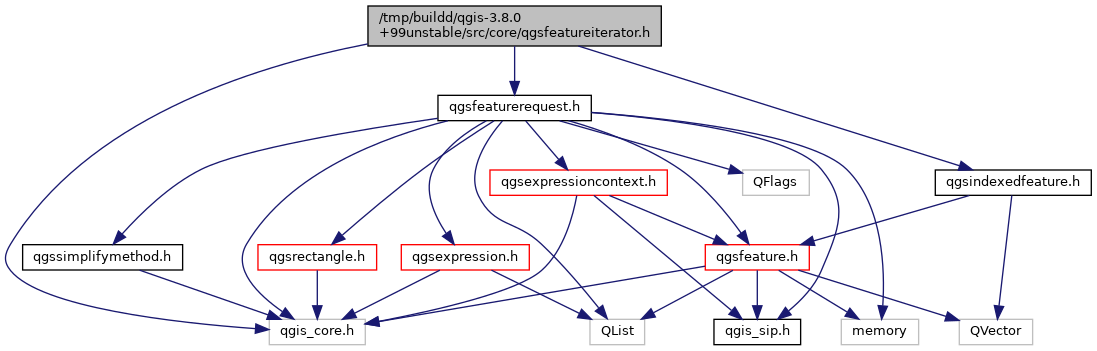 /tmp/buildd/qgis-3.8.0
+99unstable/src/core/qgsfeatureiterator.h
qgsfeaturerequest.h
qgsexpressioncontext.h
QFlags
qgsindexedfeature.h
qgssimplifymethod.h
qgsrectangle.h
qgsexpression.h
qgsfeature.h
qgis_core.h
QList
qgis_sip.h
memory
QVector